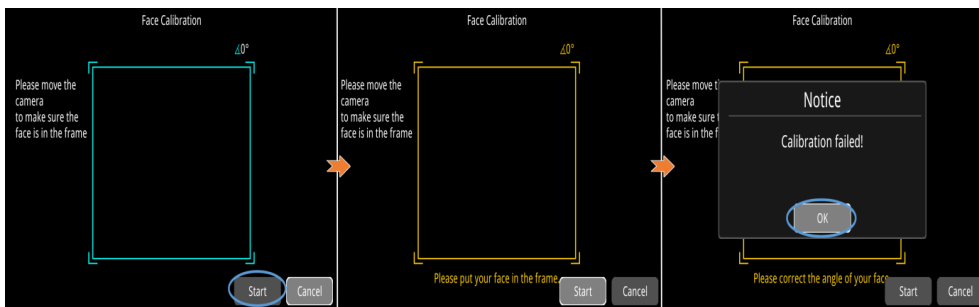 Face Calibration
∠0°
Please move the
camera
to make sure the
face is in the frame
Start
Cancel
Face Calibration
∠0°
Please move the
camera
to make sure the
face is in the frame
Please put your face in the frame.
Start
Cancel
Face Calibration
∠0°
Please move t
camera
to make sure t
face is in the f
Notice
Calibration failed!
OK
Please correct the angle of your face
Start
Cancel